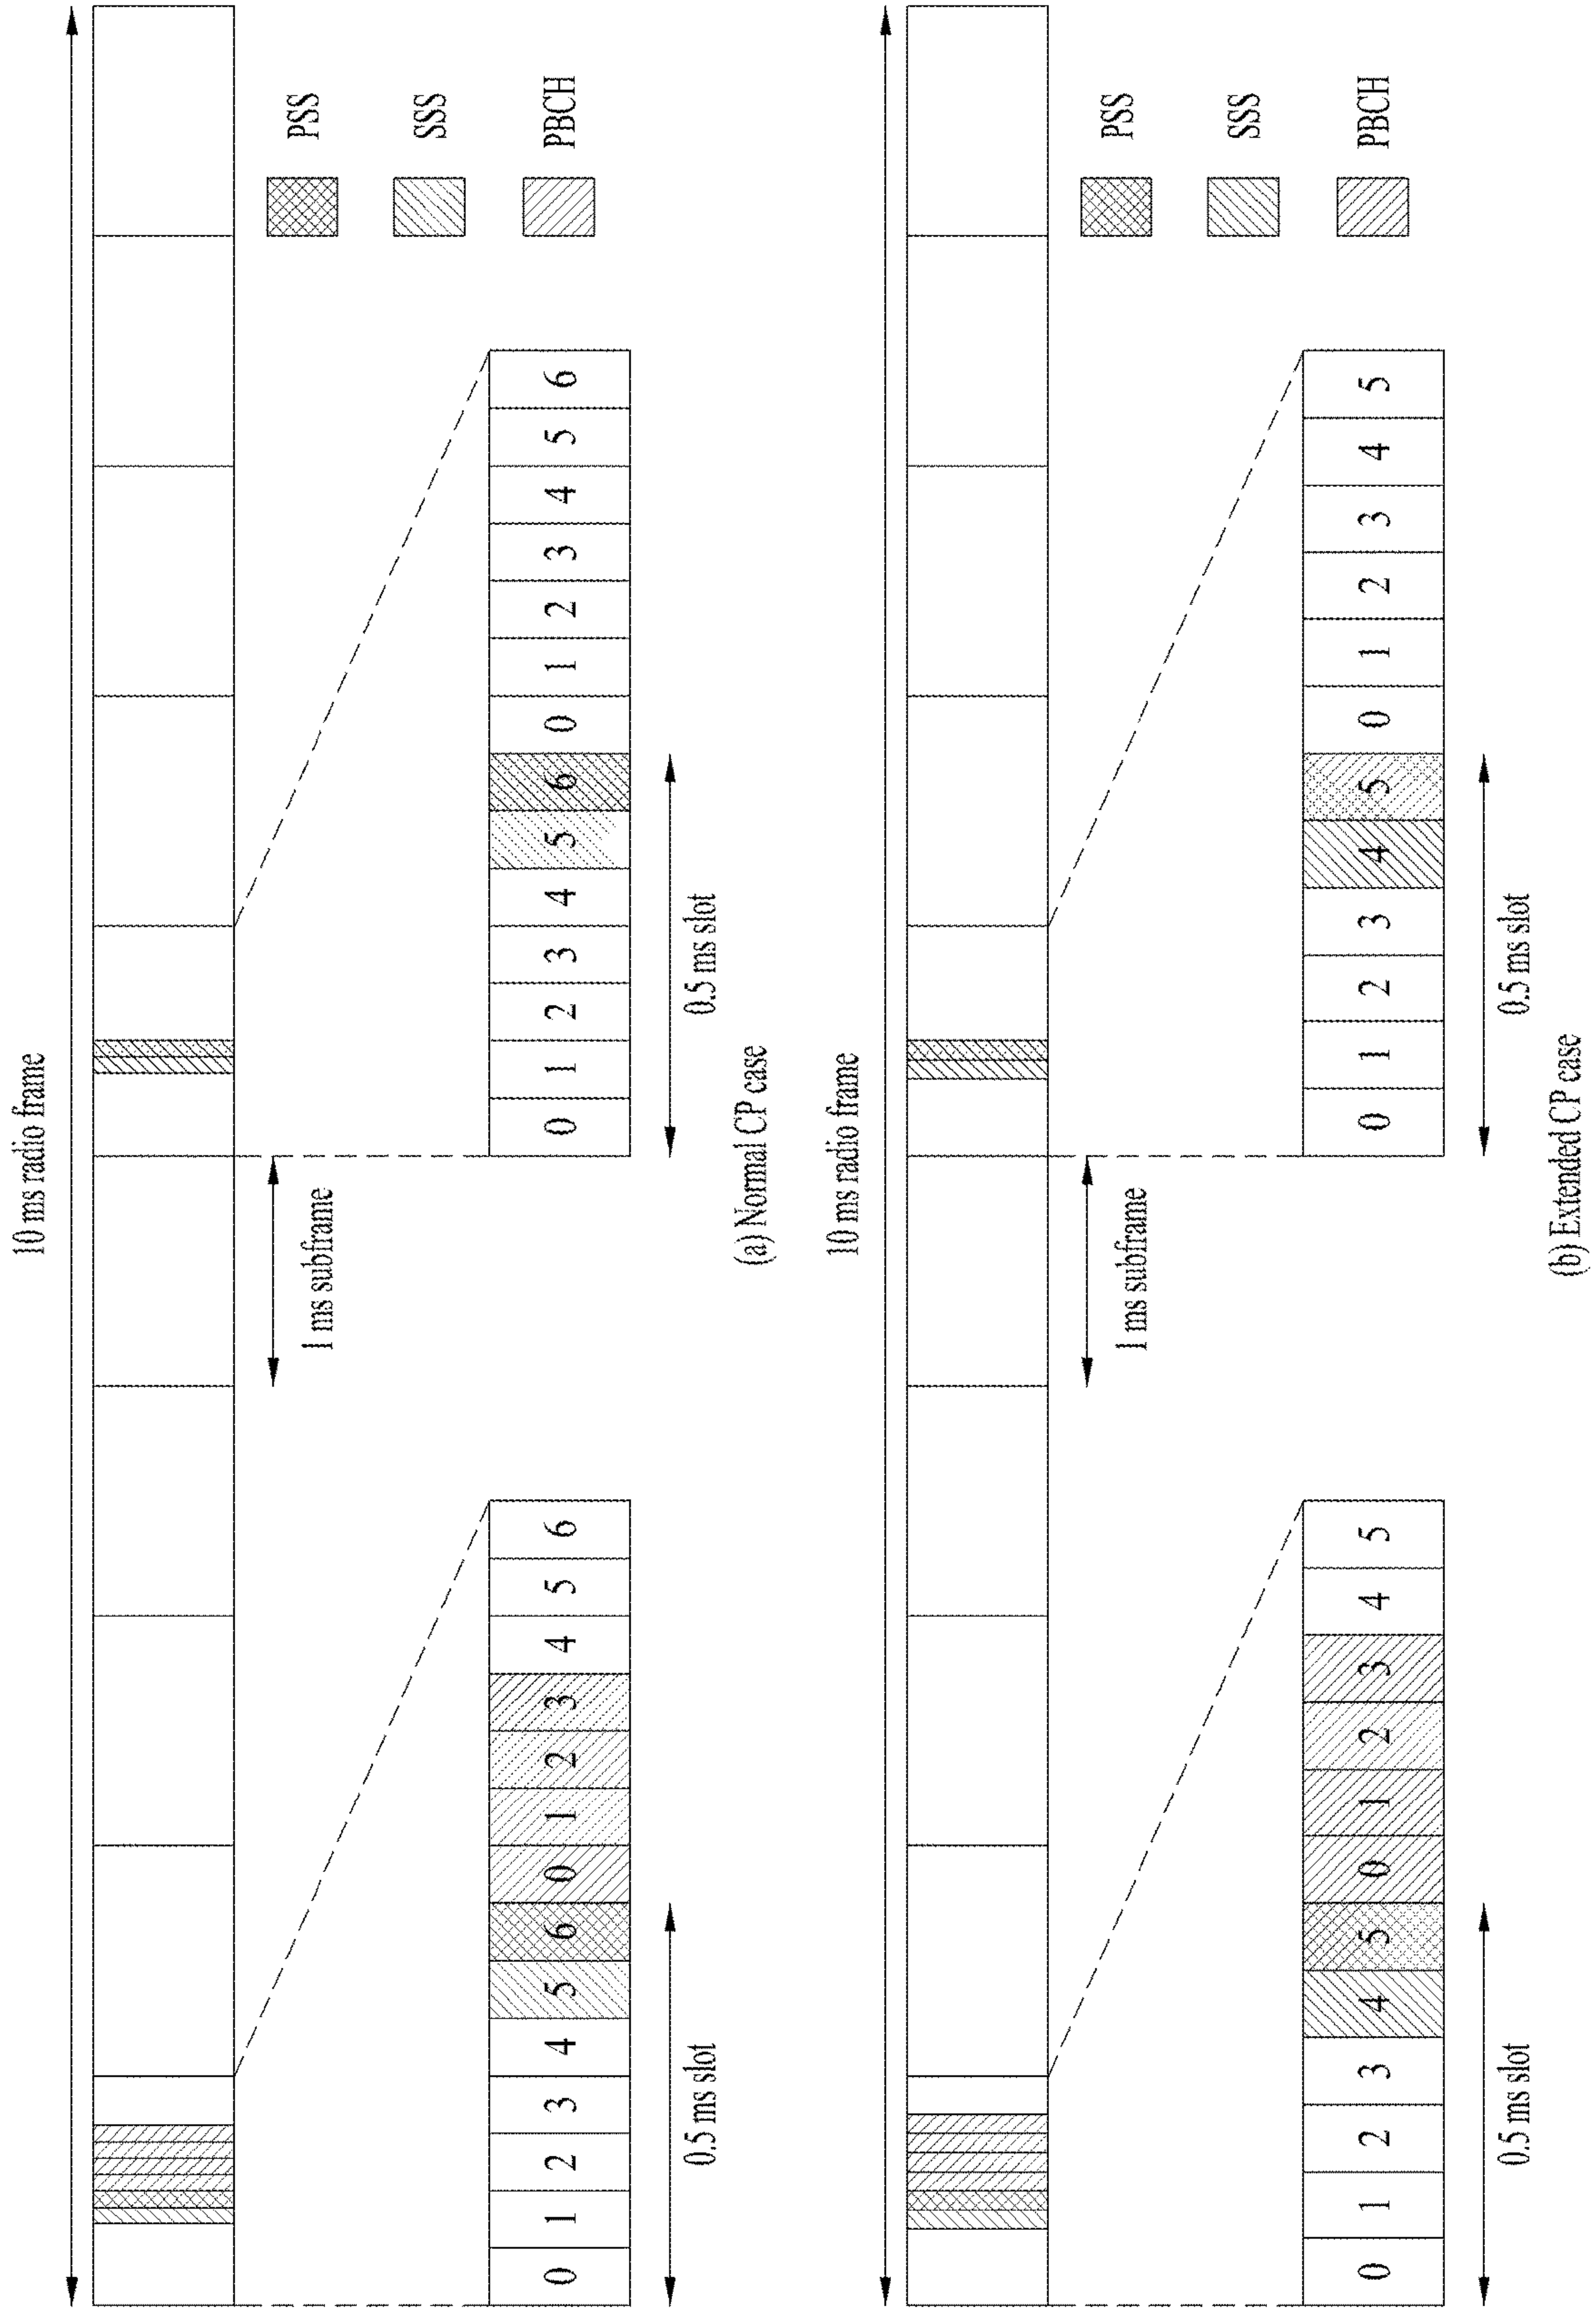 10 ms radio frame
1 ms subframe
PSS
SSS
PBCH
0 1 2 3 4 5 6 0 1 2 3 4 5 6
0 1 2 3 4 5 6 0 1 2 3 4 5 6
0.5 ms slot
0.5 ms slot
(a) Normal CP case
10 ms radio frame
1 ms subframe
PSS
SSS
PBCH
0 1 2 3 4 5 0 1 2 3 4 5
0 1 2 3 4 5 0 1 2 3 4 5
0.5 ms slot
0.5 ms slot
(b) Extended CP case